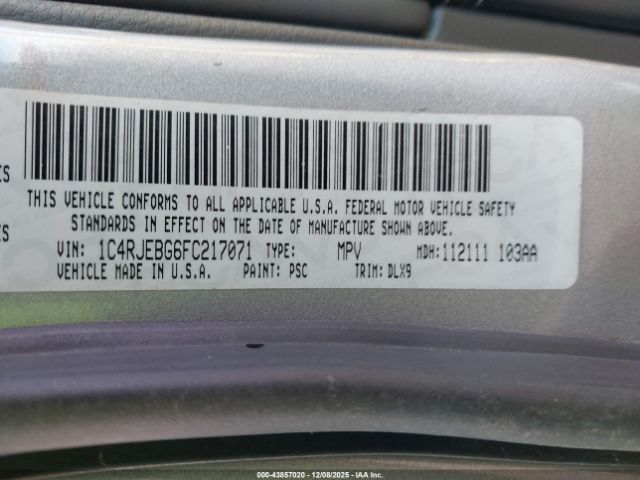 ES
THIS VEHICLE CONFORMS TO ALL APPLICABLE U.S.A. FEDERAL MOTOR VEHICLE SAFETY
ES STANDARDS IN EFFECT ON THE DATE OF MANUFACTURE SHOWN ABOVE.
VIN: 1C4RJEBG6FC217071 TYPE: MPV MDH: 112111 103AA
VEHICLE MADE IN U.S.A. PAINT: PSC TRIM: DLX9
000-43857020 | 12/08/2025 | IAA Inc.